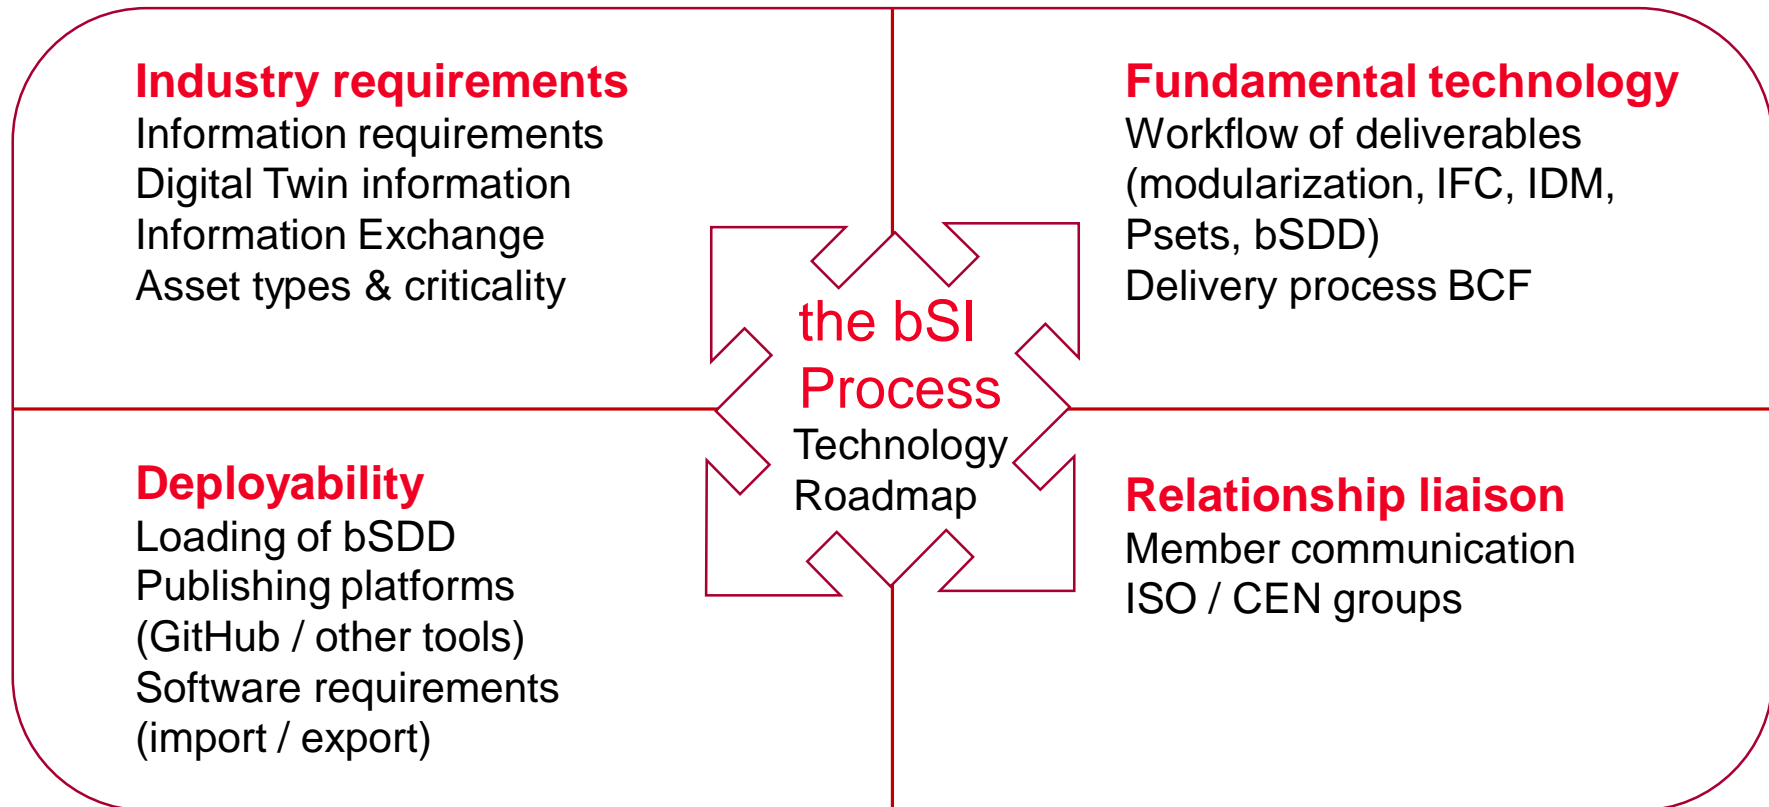 Industry requirements
Information requirements
Digital Twin information
Information Exchange
Asset types & criticality
Fundamental technology
Workflow of deliverables
(modularization, IFC, IDM,
Psets, bSDD)
Delivery process BCF
the bSI
Process
Technology
Roadmap
Deployability
Loading of bSDD
Publishing platforms
(GitHub / other tools)
Software requirements
(import / export)
Relationship liaison
Member communication
ISO / CEN groups